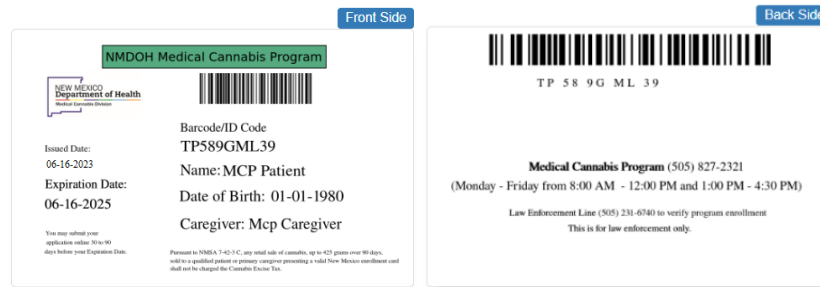 Front Side
NMDOH Medical Cannabis Program
NEW MEXICO
Department of Health
Medical Cannabis Division
Barcode/ID Code
TP589GML39
Issued Date:
06-16-2023
Name: MCP Patient
Expiration Date:
06-16-2025
Date of Birth: 01-01-1980
Caregiver: Mcp Caregiver
You may submit your
application online 30 to 90
days before your Expiration Date.
Pursuant to NMSA 7-42-3 C, any retail sale of cannabis, up to 425 grams over 90 days,
sold to a qualified patient or primary caregiver presenting a valid New Mexico enrollment card
shall not be charged the Cannabis Excise Tax.
Back Side
TP 58 9G ML 39
Medical Cannabis Program (505) 827-2321
(Monday - Friday from 8:00 AM - 12:00 PM and 1:00 PM - 4:30 PM)
Law Enforcement Line (505) 231-6740 to verify program enrollment
This is for law enforcement only.